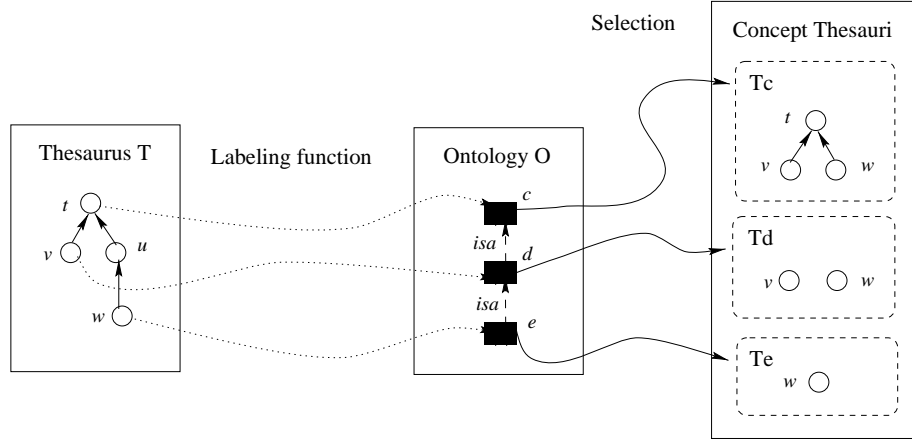 Selection
Concept Thesauri
Tc
t
v
w
Thesaurus T
Labeling function
Ontology O
t
v
u
w
c
isa
d
isa
e
Td
v
w
Te
w